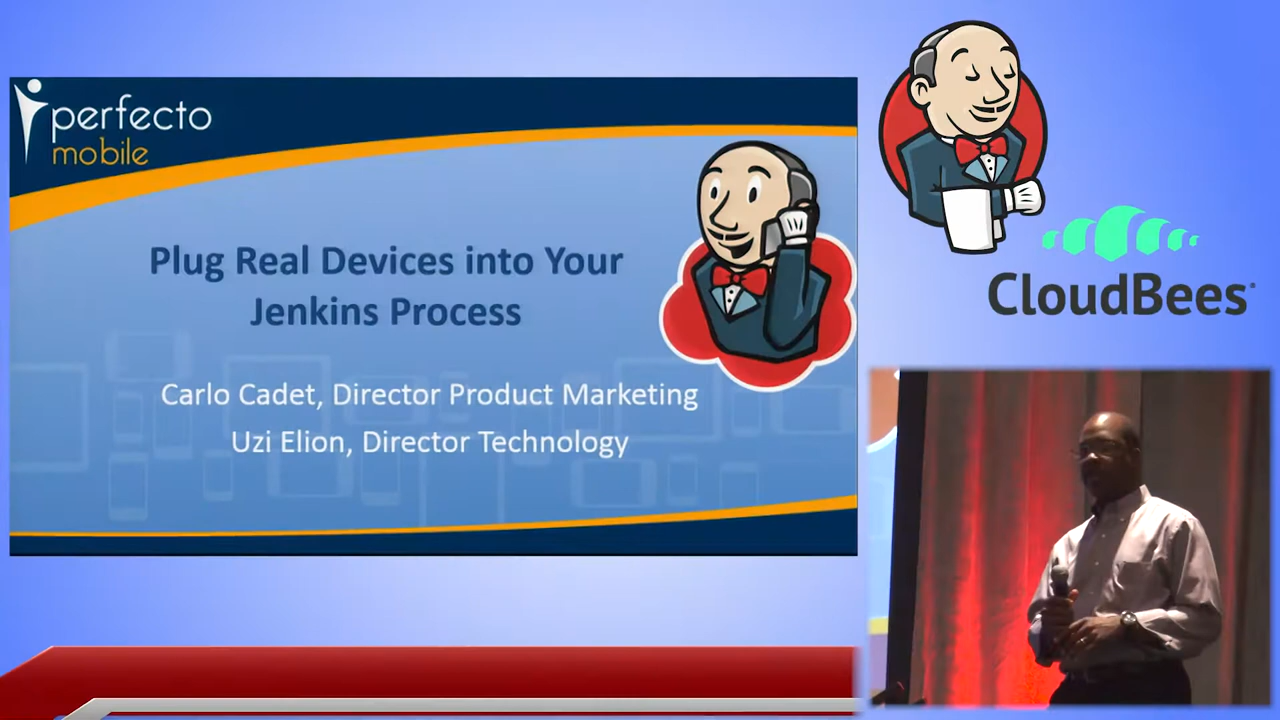 perfecto
mobile
Plug Real Devices into Your
Jenkins Process
Carlo Cadet, Director Product Marketing
Uzi Elion, Director Technology
CloudBees